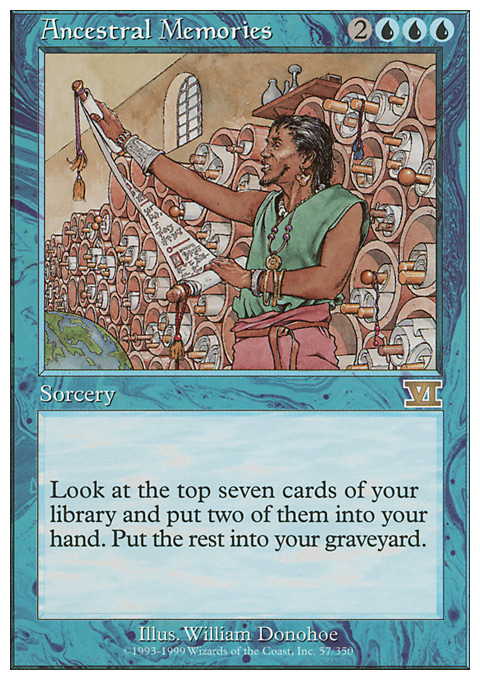 Ancestral Memories 2
Sorcery VI
Look at the top seven cards of your
library and put two of them into your
hand. Put the rest into your graveyard.
Illus. William Donohoe
©1993-1999 Wizards of the Coast, Inc. 57/350